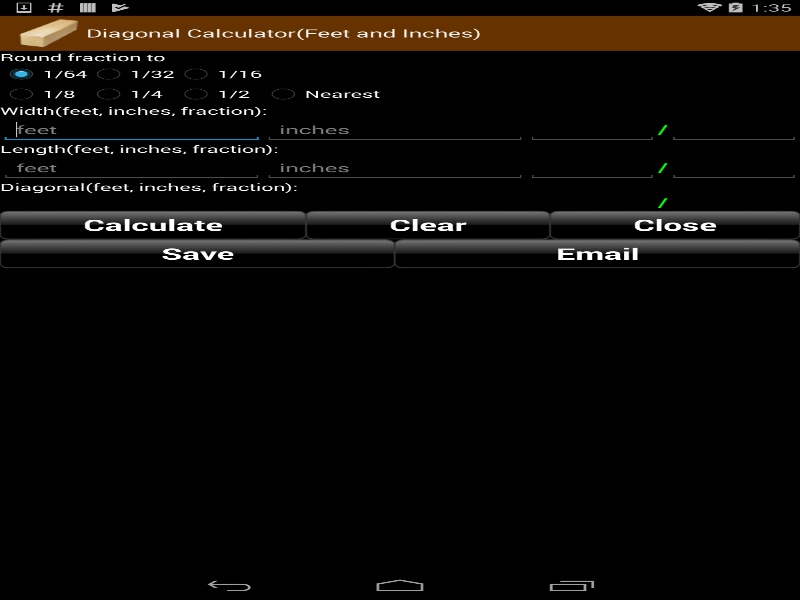 # 1:35
Diagonal Calculator(Feet and Inches)
Round fraction to
1/64 1/32 1/16
1/8 1/4 1/2 Nearest
Width(feet, inches, fraction):
feet inches /
Length(feet, inches, fraction):
feet inches /
Diagonal(feet, inches, fraction):
/
Calculate Clear Close
Save Email